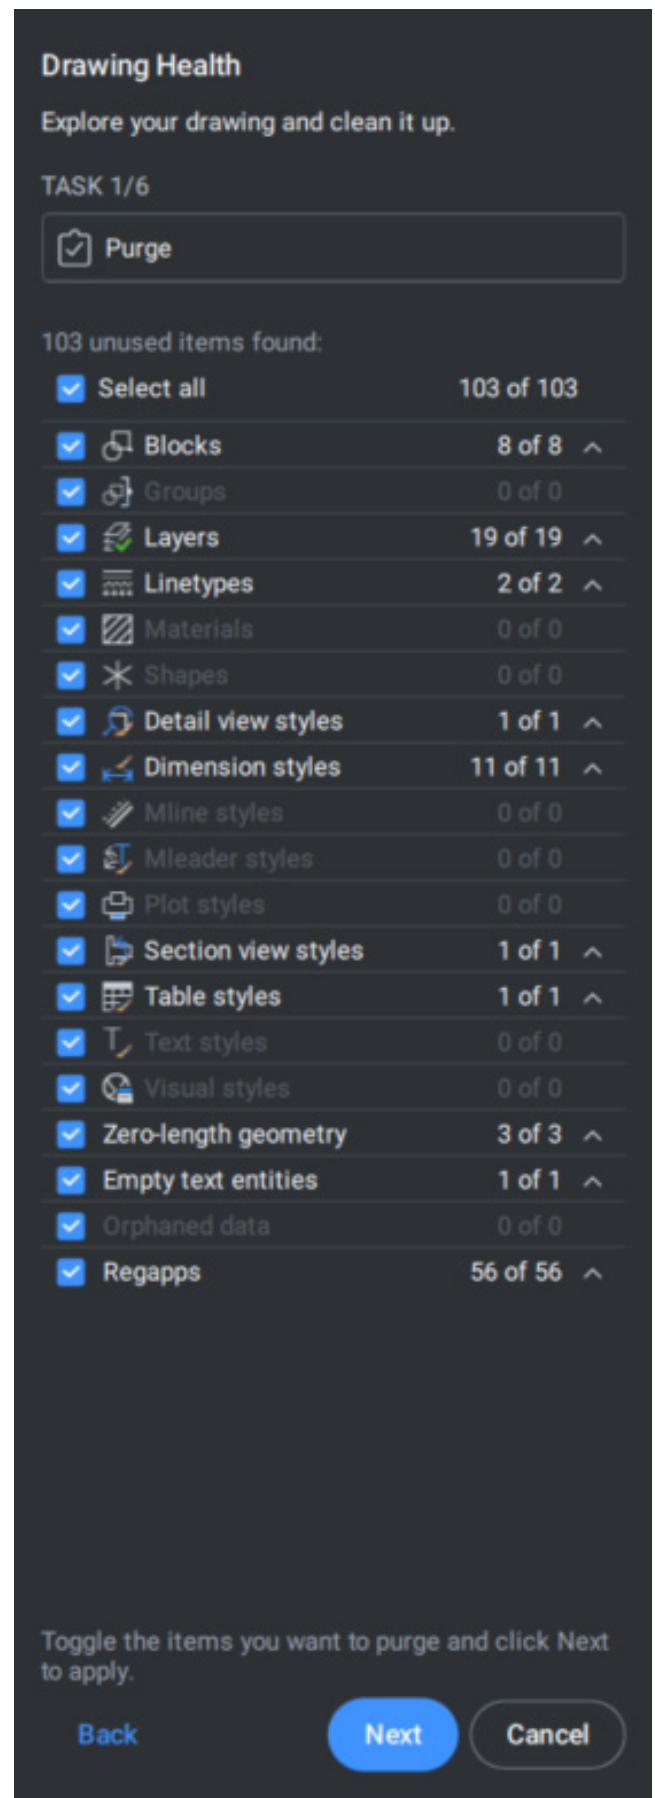 Drawing Health
Explore your drawing and clean it up.
TASK 1/6
Purge
103 unused items found:
Select all 103 of 103
Blocks 8 of 8
Groups 0 of 0
Layers 19 of 19
Linetypes 2 of 2
Materials 0 of 0
Shapes 0 of 0
Detail view styles 1 of 1
Dimension styles 11 of 11
Mline styles 0 of 0
Mleader styles 0 of 0
Plot styles 0 of 0
Section view styles 1 of 1
Table styles 1 of 1
Text styles 0 of 0
Visual styles 0 of 0
Zero-length geometry 3 of 3
Empty text entities 1 of 1
Orphaned data 0 of 0
Regapps 56 of 56
Toggle the items you want to purge and click Next
to apply.
Back Next Cancel